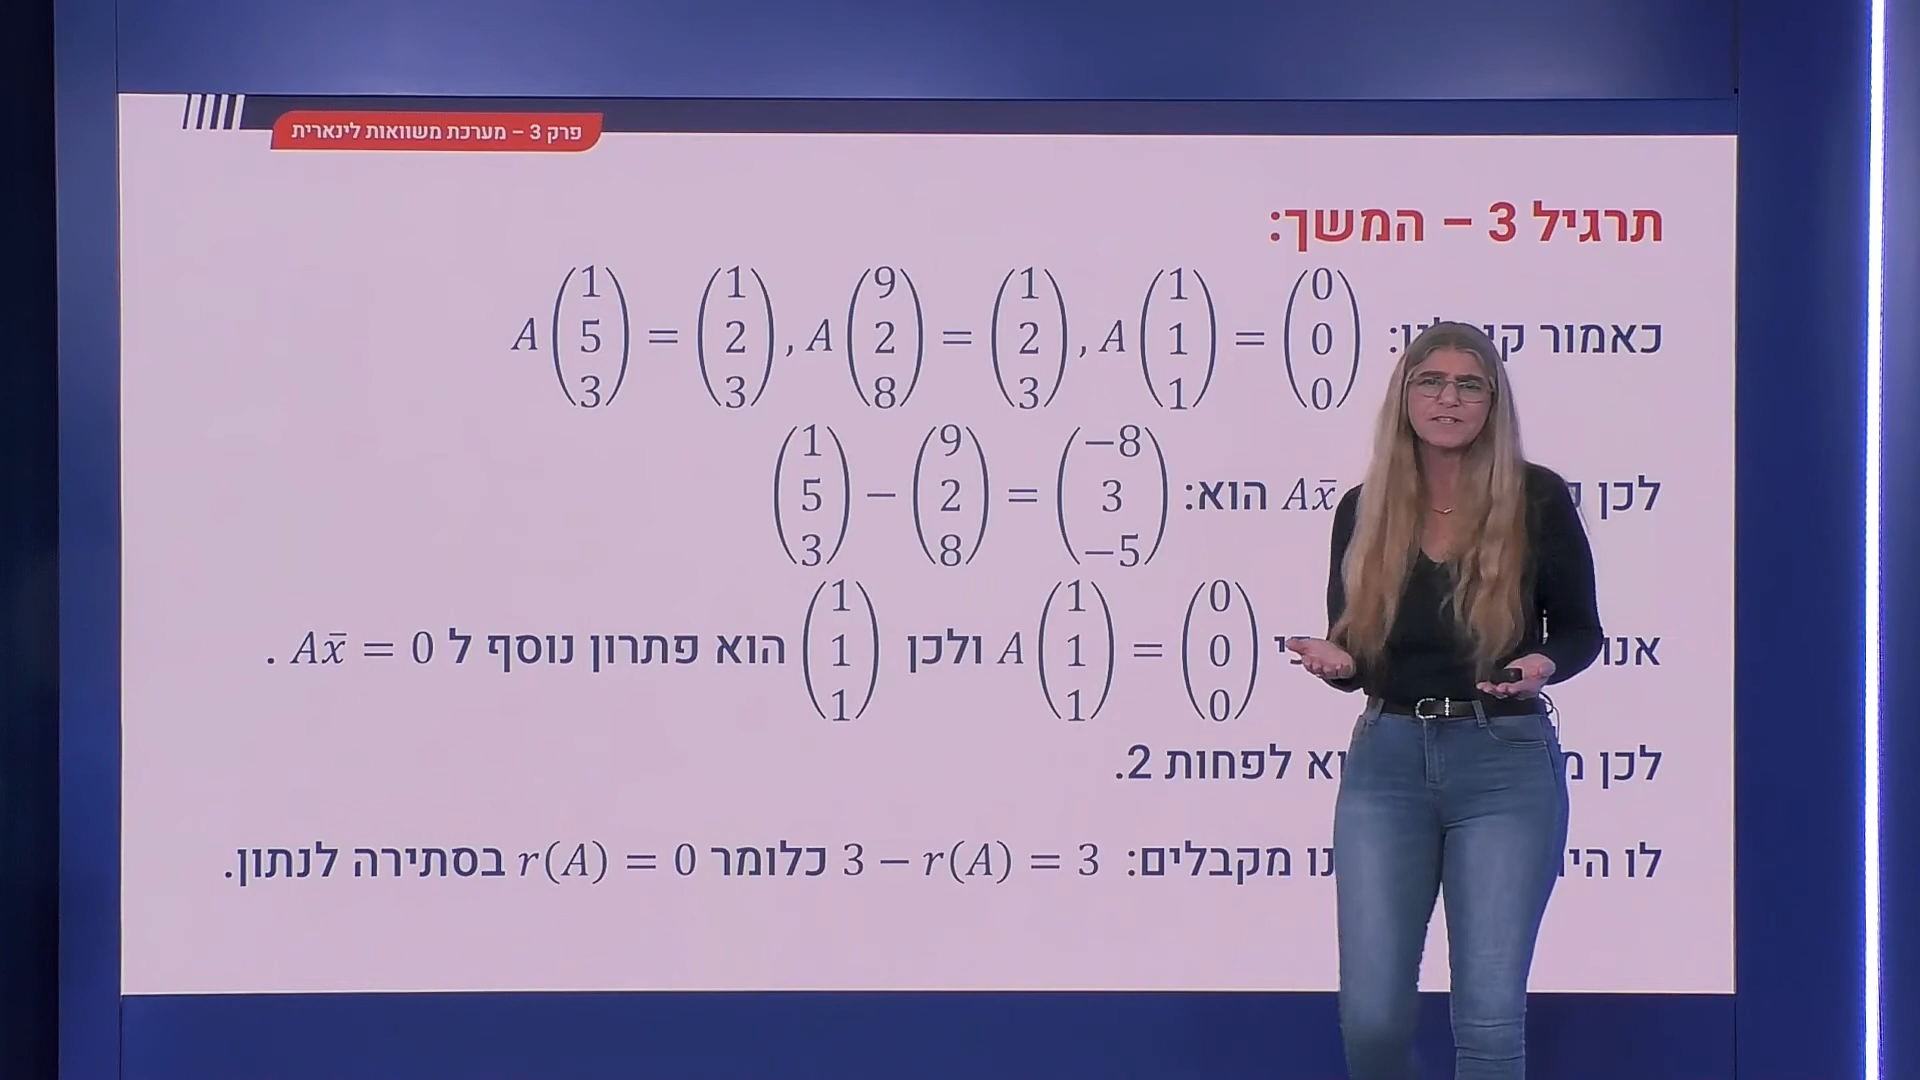 פרק 3 – מערכת משוואות לינארית
תרגיל 3 – המשך:
כאמור A(1 5 3) = (1 2 3), A(9 2 8) = (1 2 3), A(1 1 1) = (0 0 0)
לכן Ax̄ הוא: (1 5 3) − (9 2 8) = (−8 3 −5)
A(1 1 1) = (0 0 0) ולכן (1 1 1) הוא פתרון נוסף ל Ax̄ = 0 .
לכן לפחות 2.
לו מקבלים: 3 − r(A) = 3 כלומר r(A) = 0 בסתירה לנתון.